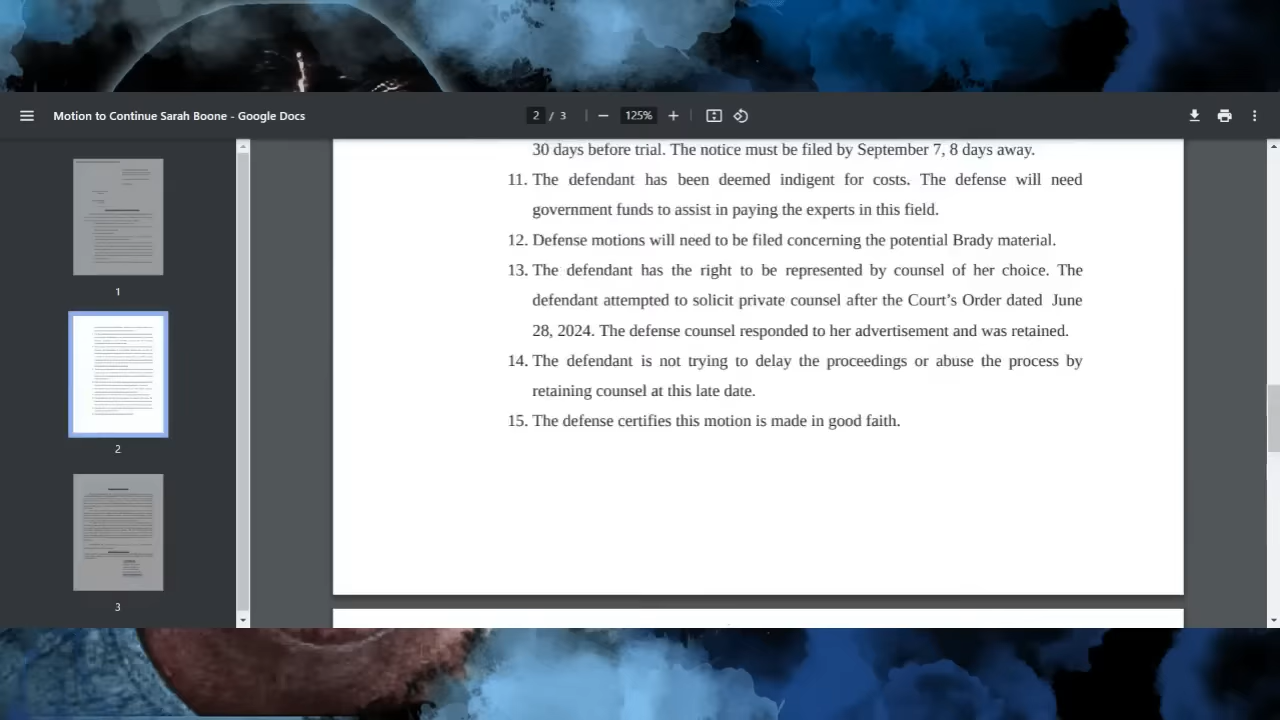 Motion to Continue Sarah Boone - Google Docs
2 / 3
125%
1
2
3
30 days before trial. The notice must be filed by September 7, 8 days away.
11. The defendant has been deemed indigent for costs. The defense will need
government funds to assist in paying the experts in this field.
12. Defense motions will need to be filed concerning the potential Brady material.
13. The defendant has the right to be represented by counsel of her choice. The
defendant attempted to solicit private counsel after the Court’s Order dated June
28, 2024. The defense counsel responded to her advertisement and was retained.
14. The defendant is not trying to delay the proceedings or abuse the process by
retaining counsel at this late date.
15. The defense certifies this motion is made in good faith.